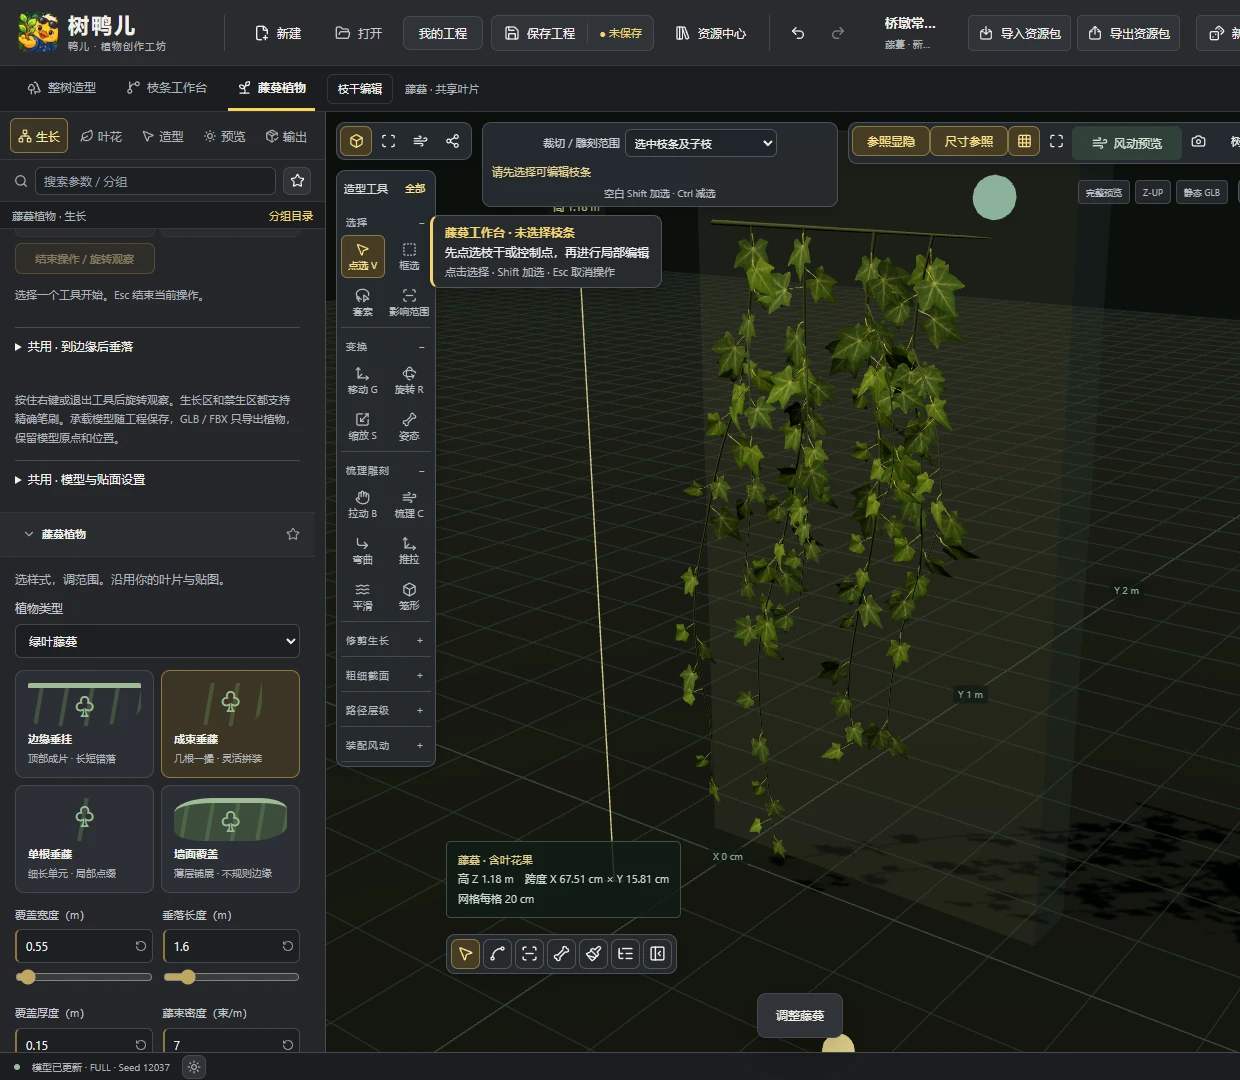 树鸭儿
鸭儿 · 植物创作工坊
新建
打开
我的工程
保存工程
未保存
资源中心
桥墩常...
藤蔓 · 新...
导入资源包
导出资源包
整树造型
枝条工作台
藤蔓植物
枝干编辑
藤蔓 · 共享叶片
生长
叶花
造型
预览
输出
搜索参数 / 分组
藤蔓植物 · 生长
分组目录
结束操作 / 旋转观察
选择一个工具开始。Esc 结束当前操作。
共用 · 到边缘后垂落
按住右键或退出工具后旋转观察。生长区和禁生区都支持
精确笔刷。承载模型随工程保存，GLB / FBX 只导出植物，
保留模型原点和位置。
共用 · 模型与贴面设置
藤蔓植物
选样式，调范围。沿用你的叶片与贴图。
植物类型
绿叶藤蔓
边缘垂挂
顶部成片 · 长短错落
成束垂藤
几根一撮 · 灵活拼装
单根垂藤
细长单元 · 局部点缀
墙面覆盖
薄层铺展 · 不规则边缘
覆盖宽度（m）
垂落长度（m）
0.55
1.6
覆盖厚度（m）
藤束密度（束/m）
0.15
7
模型已更新 · FULL · Seed 12037
造型工具
全部
选择
点选 V
框选
套索
影响范围
变换
移动 G
旋转 R
缩放 S
姿态
梳理雕刻
拉动 B
梳理 C
弯曲
推拉
平滑
笼形
修剪生长
粗细截面
路径层级
装配风动
裁切 / 雕刻范围
选中枝条及子枝
请先选择可编辑枝条
空白 Shift 加选 · Ctrl 减选
高 1.18 m
藤蔓工作台 · 未选择枝条
先点选枝干或控制点，再进行局部编辑
点击选择 · Shift 加选 · Esc 取消操作
参照显隐
尺寸参照
风动预览
完整预览
Z-UP
静态 GLB
Y 2 m
Y 1 m
X 0 cm
藤蔓 · 含叶花果
高 Z 1.18 m 跨度 X 67.51 cm × Y 15.81 cm
网格每格 20 cm
调整藤蔓